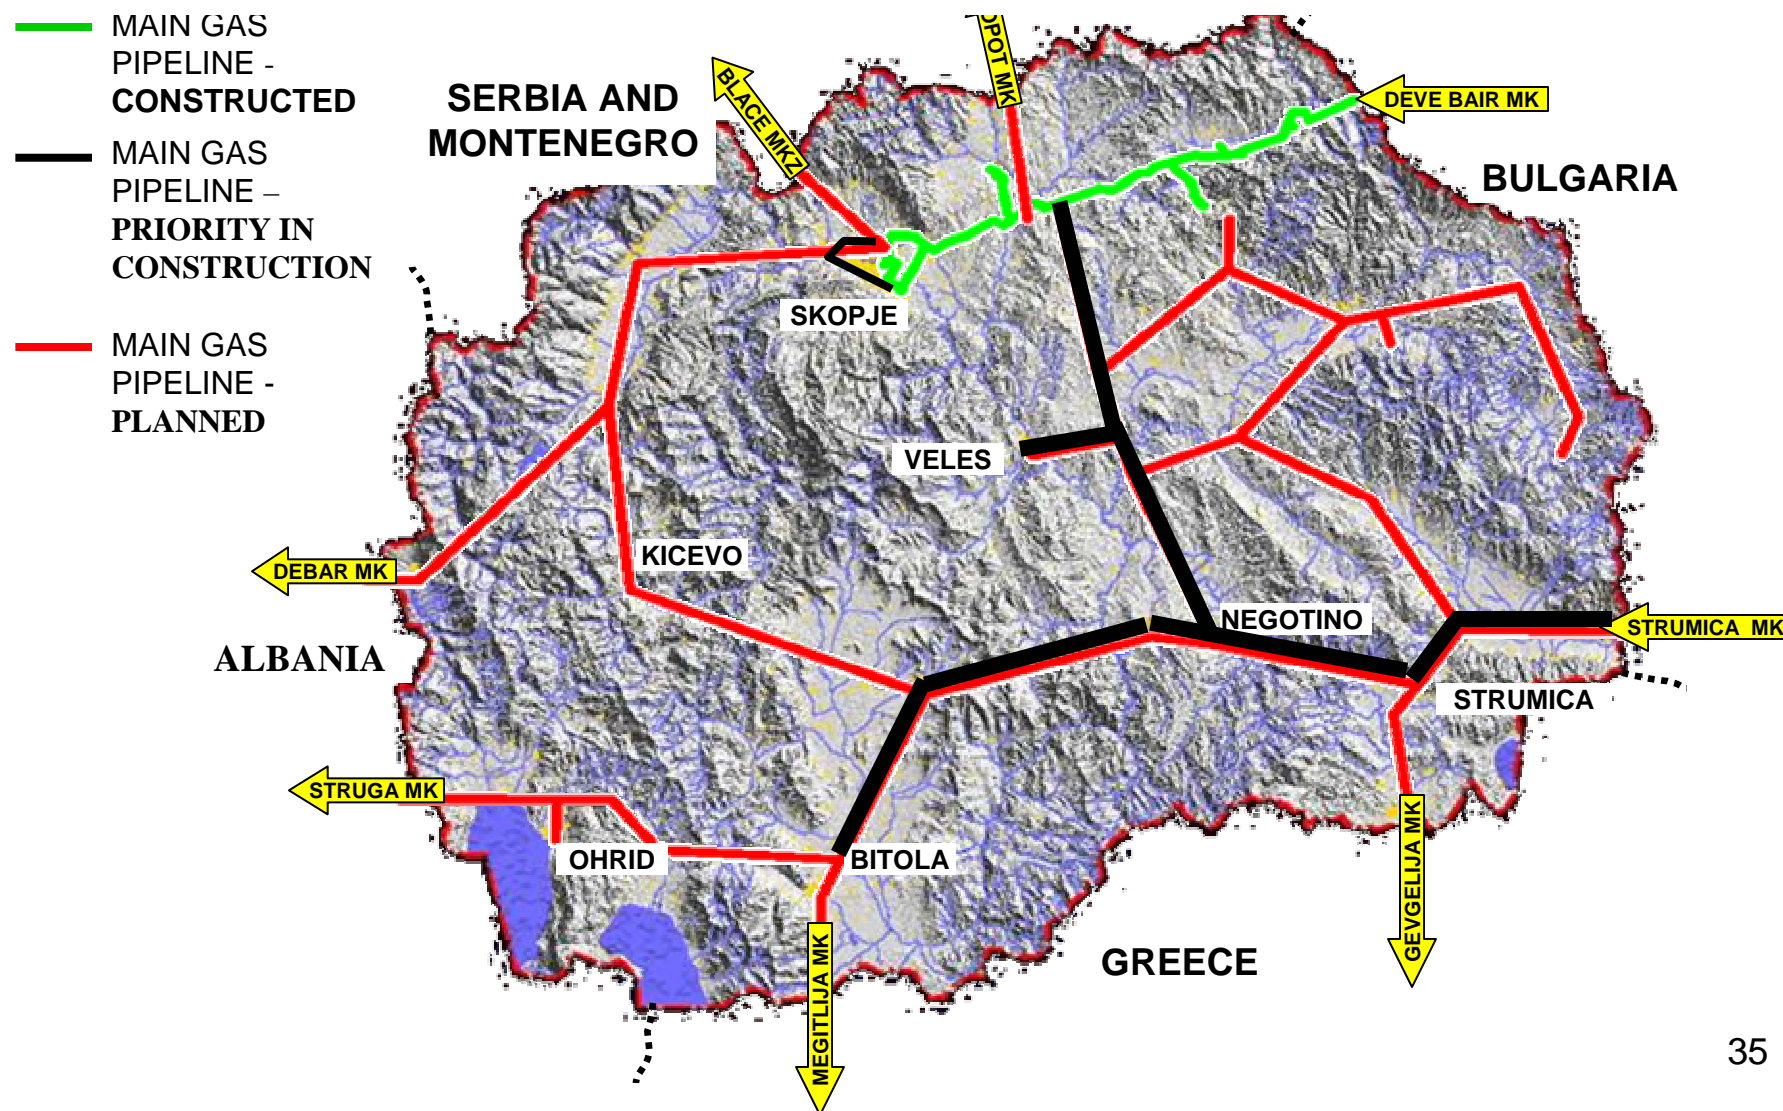 MAIN GAS
PIPELINE -
CONSTRUCTED
MAIN GAS
PIPELINE –
PRIORITY IN
CONSTRUCTION
MAIN GAS
PIPELINE -
PLANNED
SERBIA AND
MONTENEGRO
BLACE MKZ
OPOT MK
DEVE BAIR MK
BULGARIA
SKOPJE
VELES
KICEVO
DEBAR MK
NEGOTINO
STRUMICA MK
ALBANIA
STRUMICA
STRUGA MK
OHRID
BITOLA
GEVGELIJA MK
MEGITLIJA MK
GREECE
35